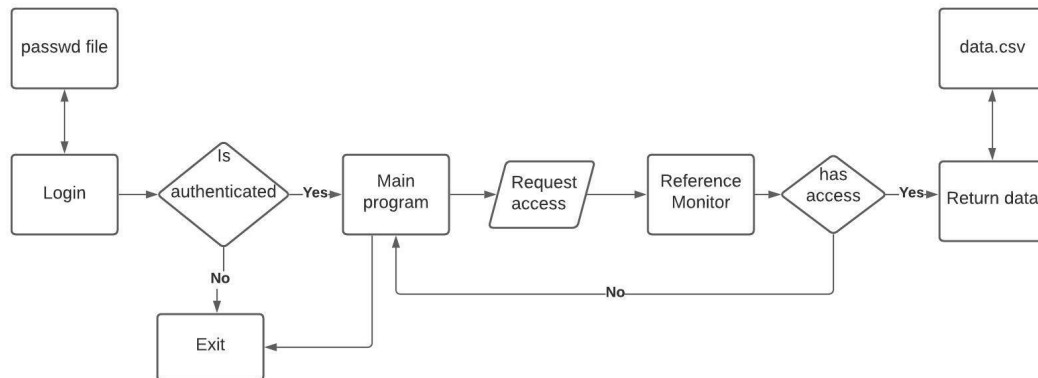 passwd file
data.csv
Login
Is
authenticated
Yes
Main
program
Request
access
Reference
Monitor
has
access
Yes
Return data
No
No
Exit